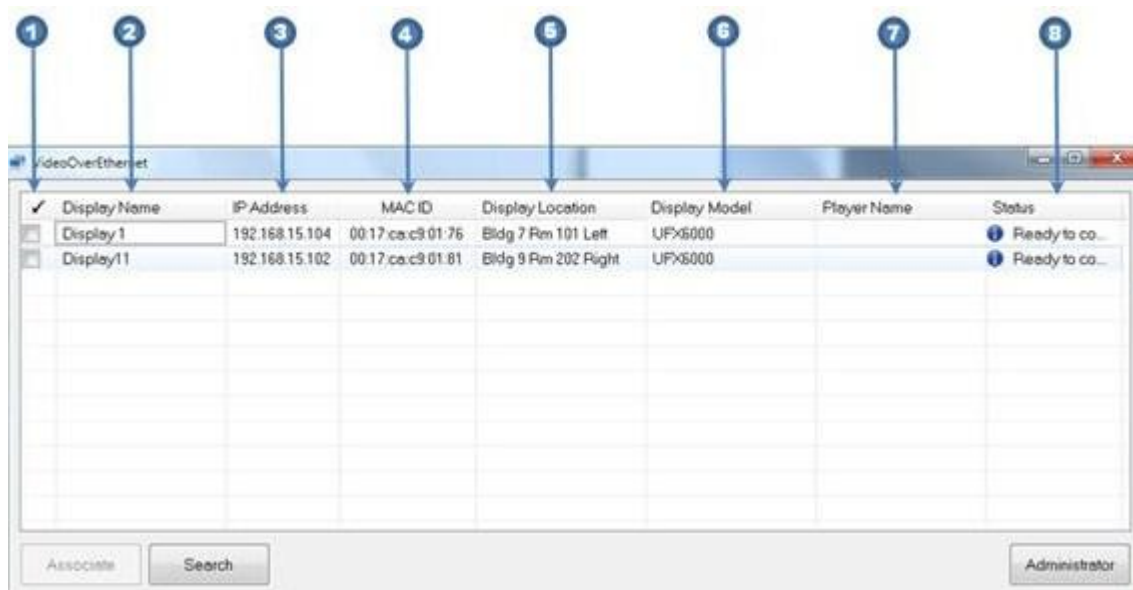 1 2 3 4 5 6 7 8
VideoOverEthernet
✓ Display Name IP Address MAC ID Display Location Display Model Player Name Status
Display 1 192.168.15.104 00:17:ca:c9:01:76 Bldg 7 Rm 101 Left UFX6000 Ready to co...
Display11 192.168.15.102 00:17:ca:c9:01:81 Bldg 9 Rm 202 Right UFX6000 Ready to co...
Associate Search Administrator